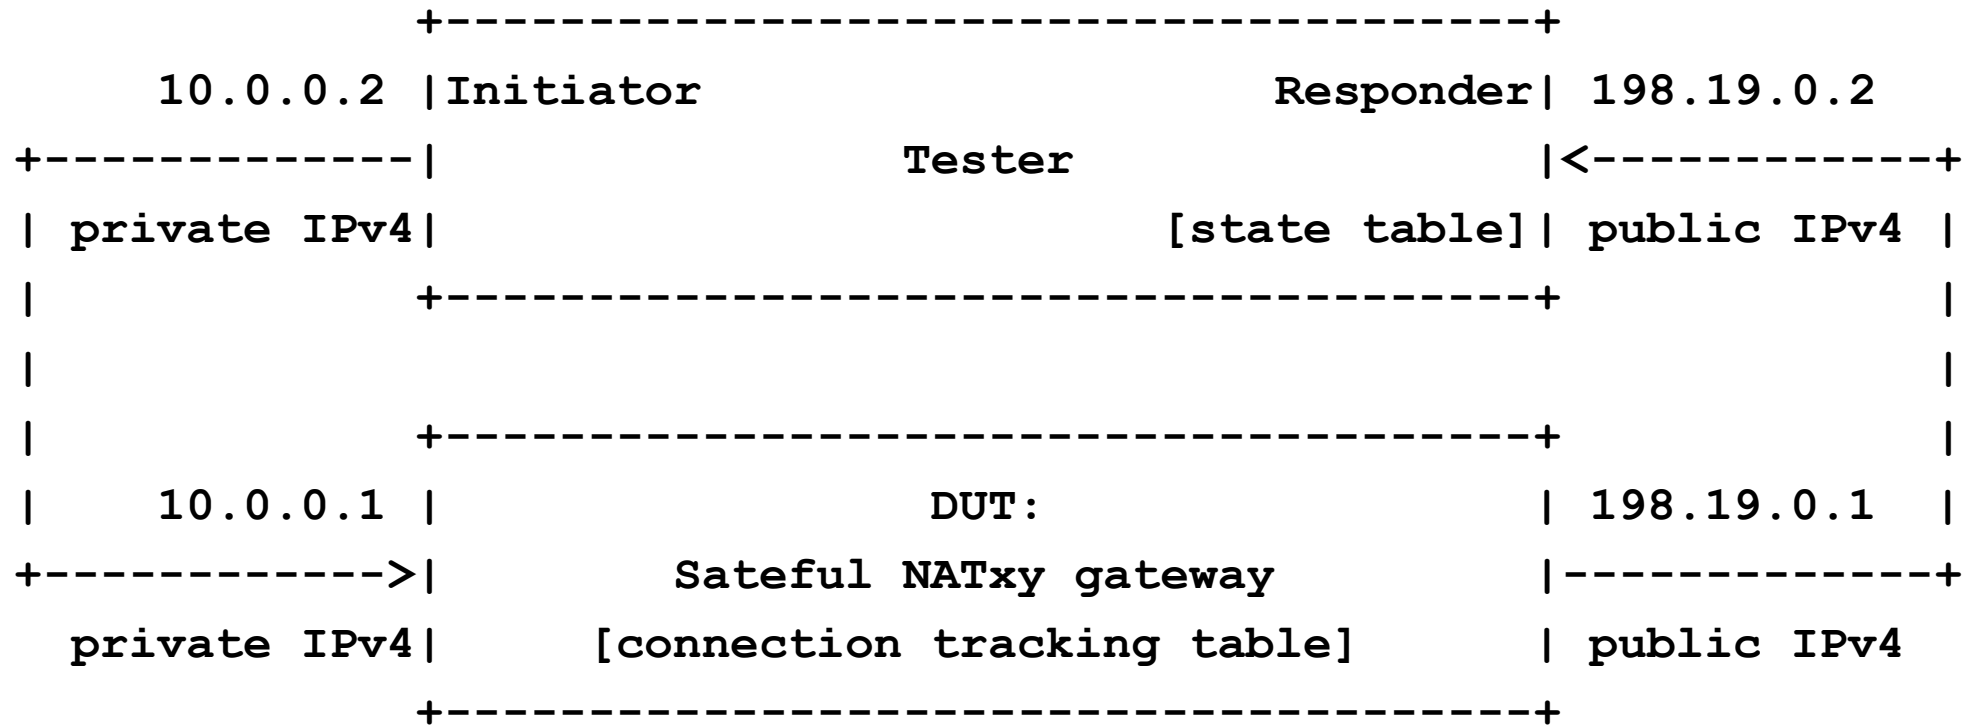 +--------------------------------------+
10.0.0.2 |Initiator Responder| 198.19.0.2
+-------------| Tester |<------------+
| private IPv4| [state table]| public IPv4 |
| +--------------------------------------+ |
| |
| +--------------------------------------+ |
| 10.0.0.1 | DUT: | 198.19.0.1 |
+------------>| Sateful NATxy gateway |-------------+
private IPv4| [connection tracking table] | public IPv4
+--------------------------------------+